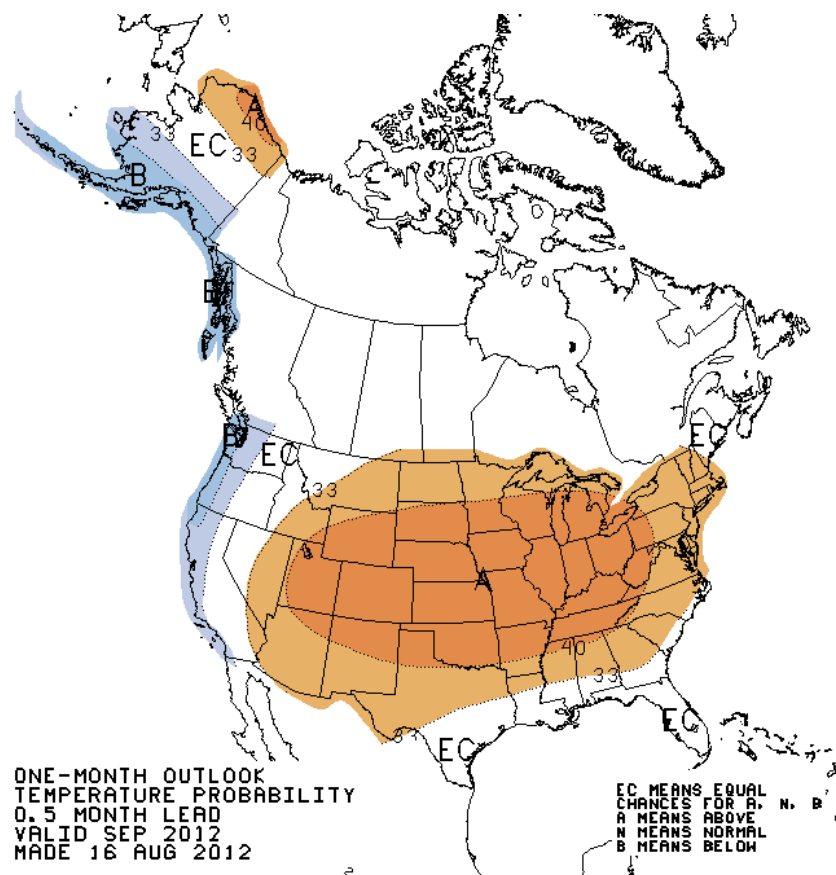 A
40
33
EC
33
B
B
B
EC
EC
33
A
40
33
33
EC
EC
ONE-MONTH OUTLOOK
TEMPERATURE PROBABILITY
0.5 MONTH LEAD
VALID SEP 2012
MADE 16 AUG 2012
EC MEANS EQUAL
CHANCES FOR A, N, B
A MEANS ABOVE
N MEANS NORMAL
B MEANS BELOW